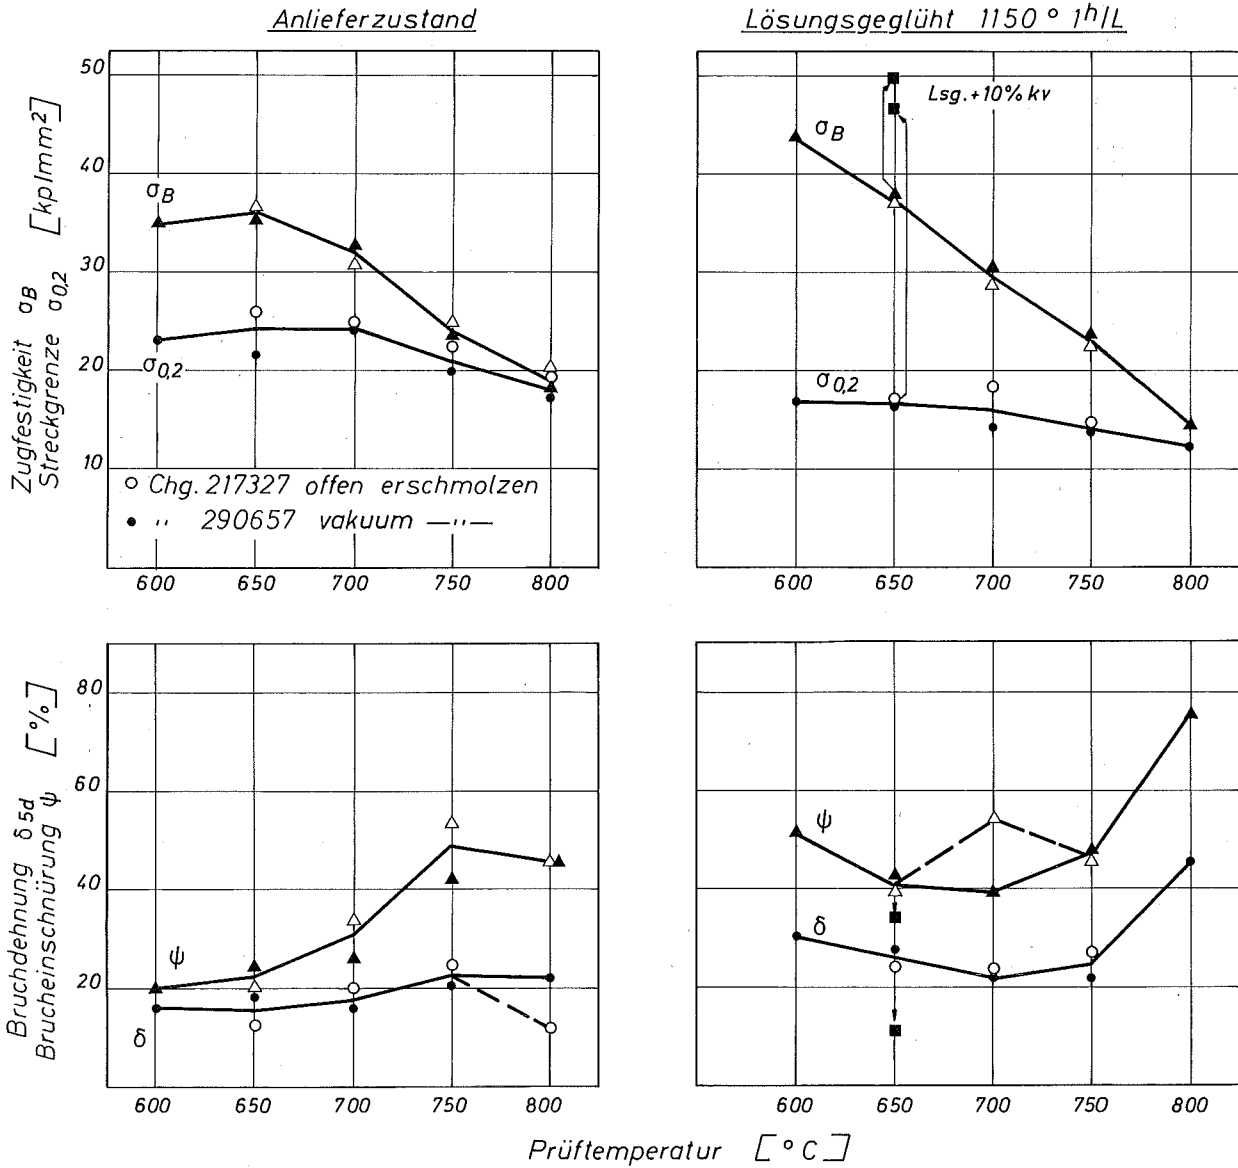 Anlieferzustand
Lösungsgeglüht 1150° 1h/L
Zugfestigkeit σB [kp/mm²]
Streckgrenze σ0,2
50
40
30
20
10
σB
σ0,2
○ Chg. 217327 offen erschmolzen
● " 290657 vakuum —"—
600 650 700 750 800
Lsg.+10% kv
σB
σ0,2
600 650 700 750 800
Bruchdehnung δ5d [%]
Brucheinschnürung ψ
80
60
40
20
ψ
δ
600 650 700 750 800
ψ
δ
600 650 700 750 800
Prüftemperatur [°C]